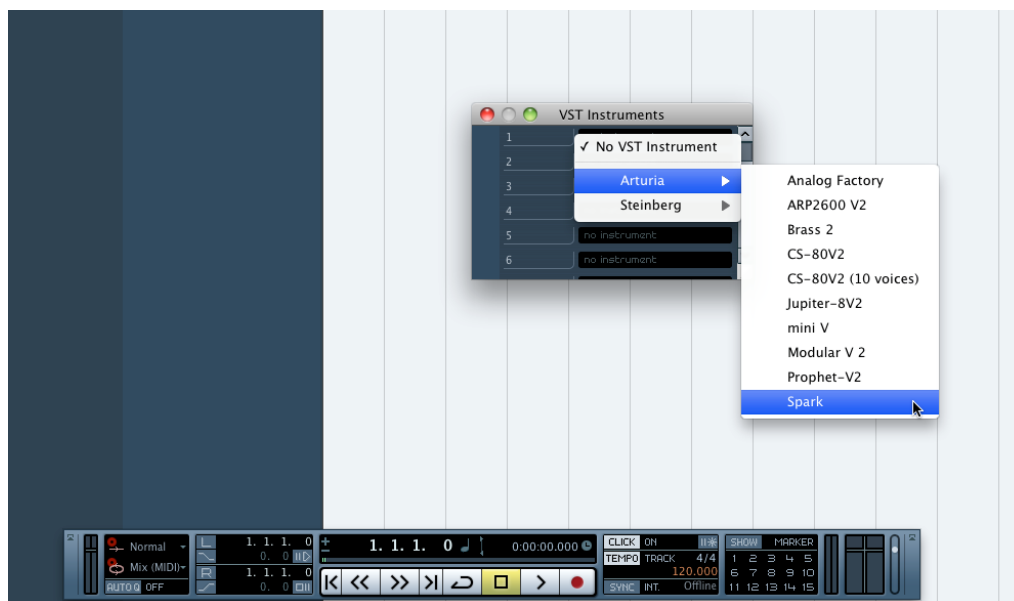 VST Instruments
1
✓ No VST Instrument
2
3
Arturia
Analog Factory
4
Steinberg
ARP2600 V2
5
no instrument
Brass 2
6
no instrument
CS-80V2
CS-80V2 (10 voices)
Jupiter-8V2
mini V
Modular V 2
Prophet-V2
Spark
Normal
L
1. 1. 1. 0
0. 0
1. 1. 1. 0
0:00:00.000
CLICK ON
SHOW MARKER
TEMPO TRACK 4/4
1 2 3 4 5
Mix (MIDI)
R
1. 1. 1. 0
120.000
6 7 8 9 10
AUTO Q OFF
0. 0
SYNC INT. Offline
11 12 13 14 15